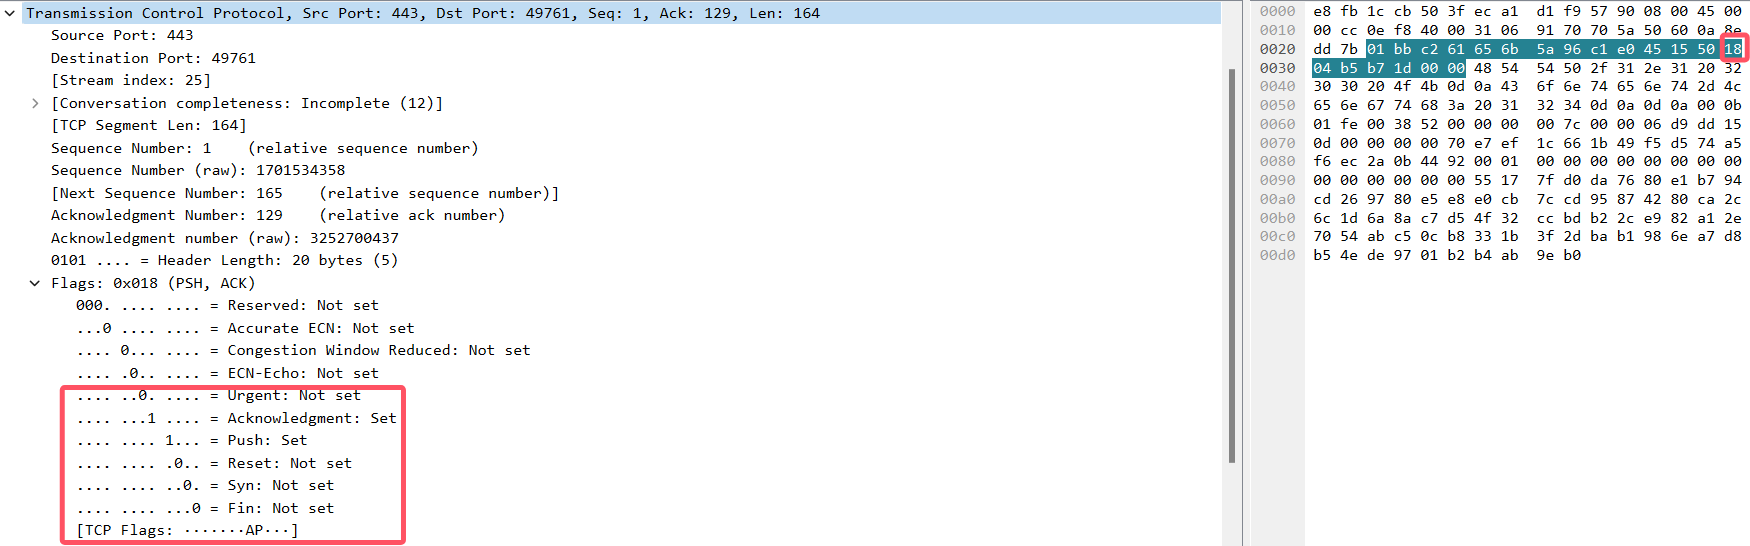 Transmission Control Protocol, Src Port: 443, Dst Port: 49761, Seq: 1, Ack: 129, Len: 164
Source Port: 443
Destination Port: 49761
[Stream index: 25]
[Conversation completeness: Incomplete (12)]
[TCP Segment Len: 164]
Sequence Number: 1    (relative sequence number)
Sequence Number (raw): 1701534358
[Next Sequence Number: 165    (relative sequence number)]
Acknowledgment Number: 129    (relative ack number)
Acknowledgment number (raw): 3252700437
0101 .... = Header Length: 20 bytes (5)
Flags: 0x018 (PSH, ACK)
000. .... .... = Reserved: Not set
...0 .... .... = Accurate ECN: Not set
.... 0... .... = Congestion Window Reduced: Not set
.... .0.. .... = ECN-Echo: Not set
.... ..0. .... = Urgent: Not set
.... ...1 .... = Acknowledgment: Set
.... .... 1... = Push: Set
.... .... .0.. = Reset: Not set
.... .... ..0. = Syn: Not set
.... .... ...0 = Fin: Not set
[TCP Flags: ·······AP···]
0000 e8 fb 1c cb 50 3f ec a1 d1 f9 57 90 08 00 45 00
0010 00 cc 0e f8 40 00 31 06 91 70 70 5a 50 60 0a 8e
0020 dd 7b 01 bb c2 61 65 6b 5a 96 c1 e0 45 15 50 18
0030 04 b5 b7 1d 00 00 48 54 54 50 2f 31 2e 31 20 32
0040 30 30 20 4f 4b 0d 0a 43 6f 6e 74 65 6e 74 2d 4c
0050 65 6e 67 74 68 3a 20 31 32 34 0d 0a 0d 0a 00 0b
0060 01 fe 00 38 52 00 00 00 00 7c 00 00 06 d9 dd 15
0070 0d 00 00 00 00 70 e7 ef 1c 66 1b 49 f5 d5 74 a5
0080 f6 ec 2a 0b 44 92 00 01 00 00 00 00 00 00 00 00
0090 00 00 00 00 00 00 55 17 7f d0 da 76 80 e1 b7 94
00a0 cd 26 97 80 e5 e8 e0 cb 7c cd 95 87 42 80 ca 2c
00b0 6c 1d 6a 8a c7 d5 4f 32 cc bd b2 2c e9 82 a1 2e
00c0 70 54 ab c5 0c b8 33 1b 3f 2d ba b1 98 6e a7 d8
00d0 b5 4e de 97 01 b2 b4 ab 9e b0